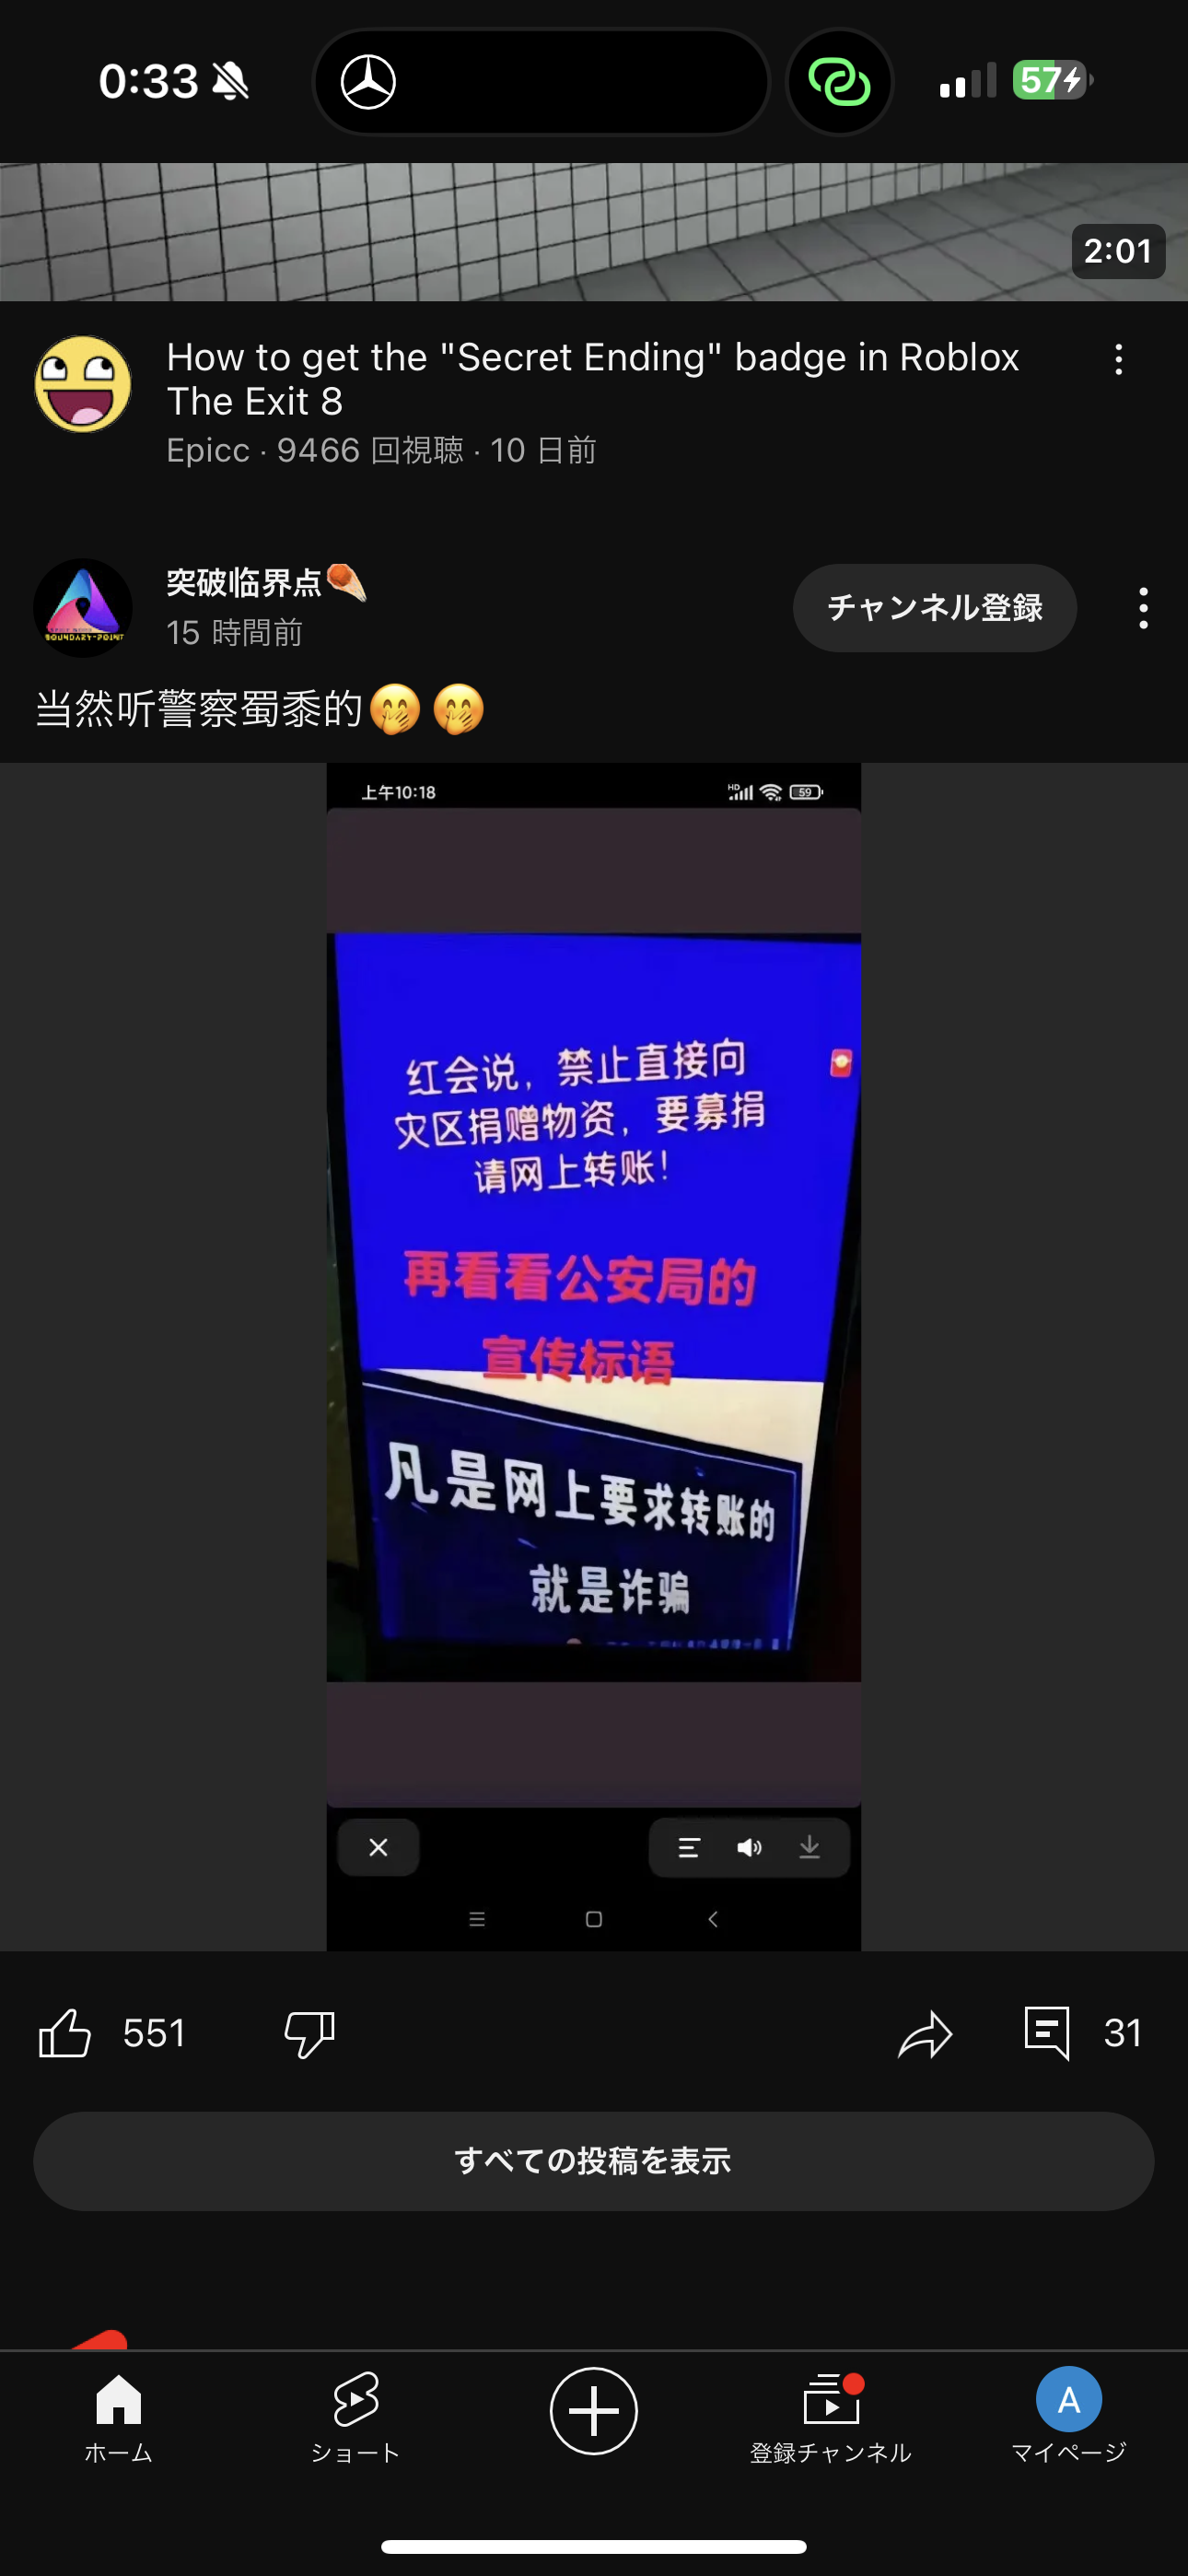 0:33
57
2:01
How to get the "Secret Ending" badge in Roblox
The Exit 8
Epicc · 9466 回視聴 · 10 日前
突破临界点
15 時間前
チャンネル登録
BOUNDARY-POINT
当然听警察蜀黍的🤭🤭
上午10:18
HD
59
红会说，禁止直接向
灾区捐赠物资，要募捐
请网上转账！
再看看公安局的
宣传标语
凡是网上要求转账的
就是诈骗
551
31
すべての投稿を表示
ホーム
ショート
登録チャンネル
A
マイページ